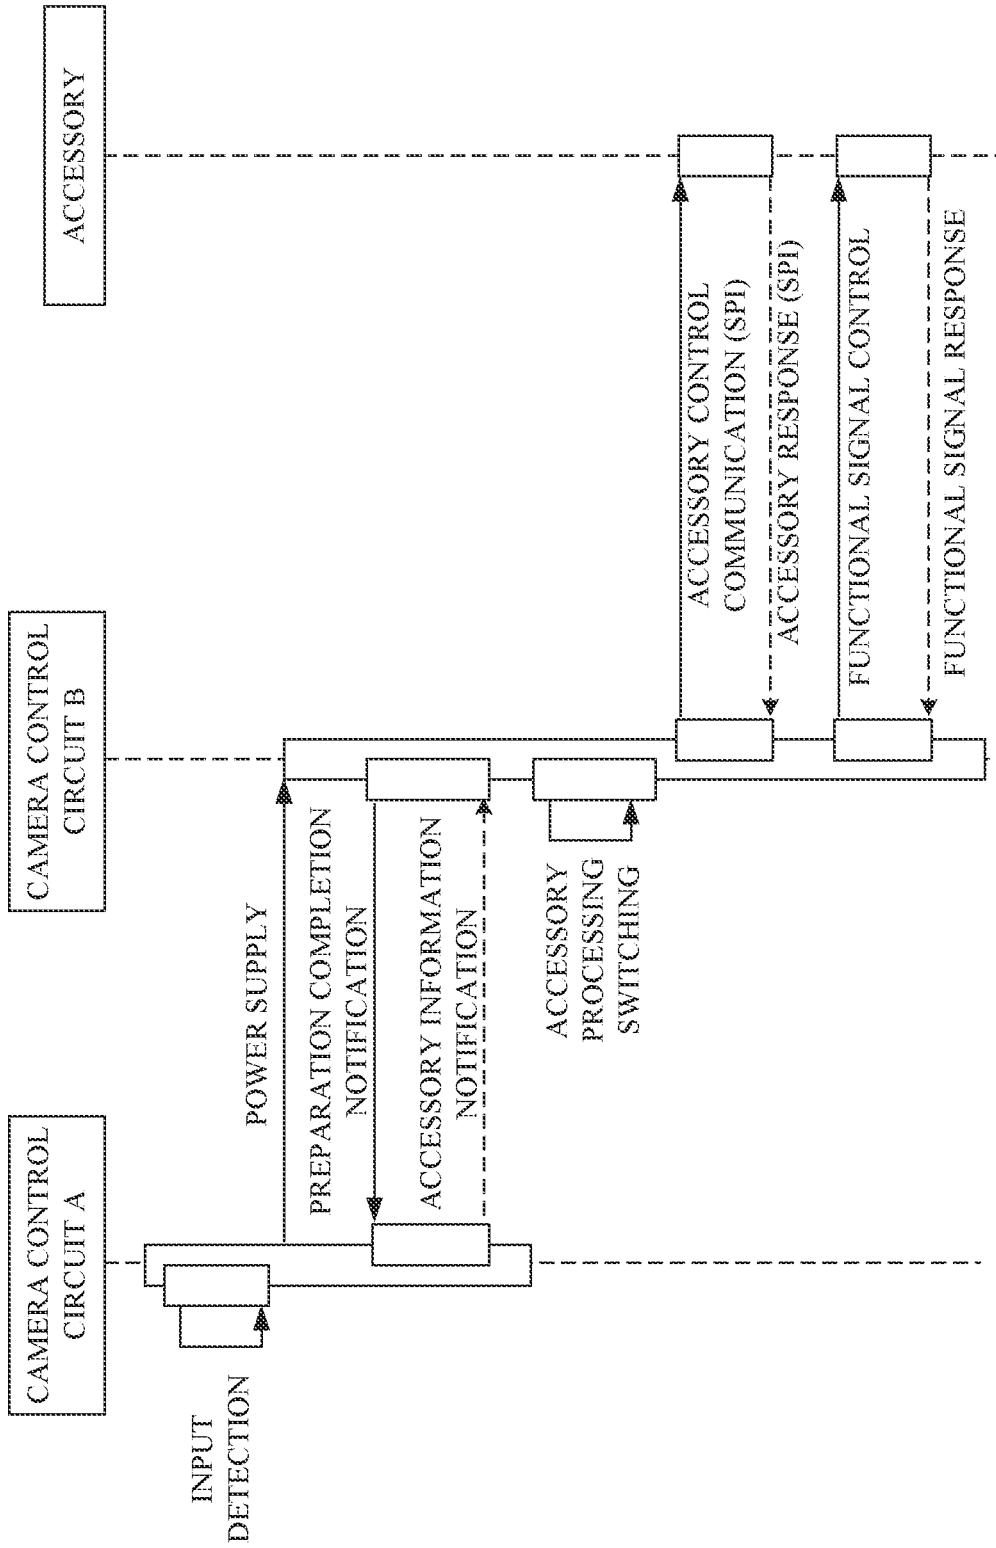 CAMERA CONTROL
CIRCUIT A
CAMERA CONTROL
CIRCUIT B
ACCESSORY
INPUT
DETECTION
POWER SUPPLY
PREPARATION COMPLETION
NOTIFICATION
ACCESSORY INFORMATION
NOTIFICATION
ACCESSORY
PROCESSING
SWITCHING
ACCESSORY CONTROL
COMMUNICATION (SPI)
ACCESSORY RESPONSE (SPI)
FUNCTIONAL SIGNAL CONTROL
FUNCTIONAL SIGNAL RESPONSE